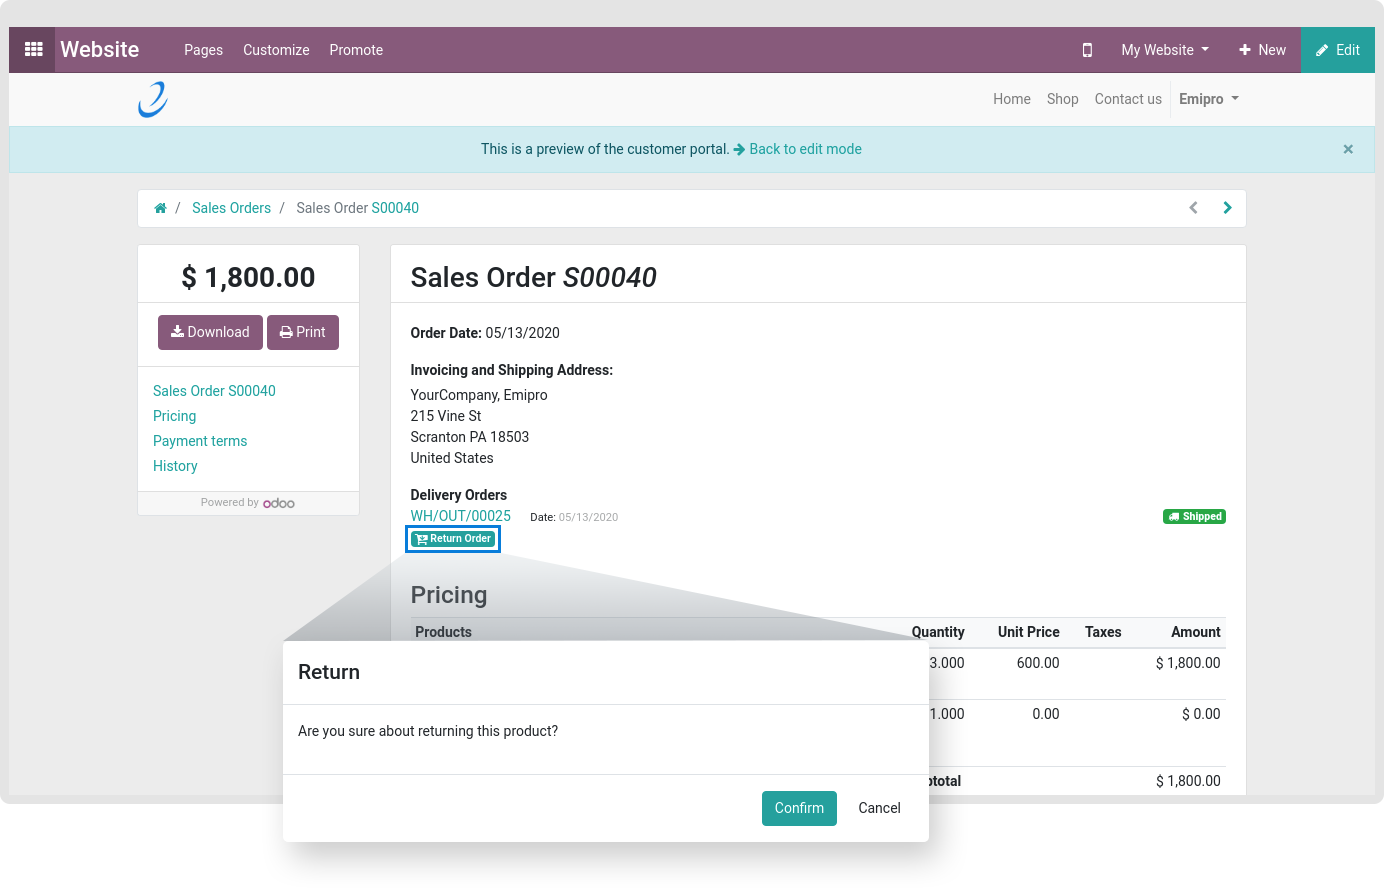 Website Pages Customize Promote My Website New Edit
Home Shop Contact us Emipro
This is a preview of the customer portal. Back to edit mode ×
/ Sales Orders / Sales Order S00040
$ 1,800.00
Download Print
Sales Order S00040
Pricing
Payment terms
History
Powered by odoo
Sales Order S00040
Order Date: 05/13/2020
Invoicing and Shipping Address:
YourCompany, Emipro
215 Vine St
Scranton PA 18503
United States
Delivery Orders
WH/OUT/00025 Date: 05/13/2020 Shipped
Return Order
Pricing
Products Quantity Unit Price Taxes Amount
3.000 600.00 $ 1,800.00
1.000 0.00 $ 0.00
$ 1,800.00
Return
Are you sure about returning this product?
Confirm Cancel